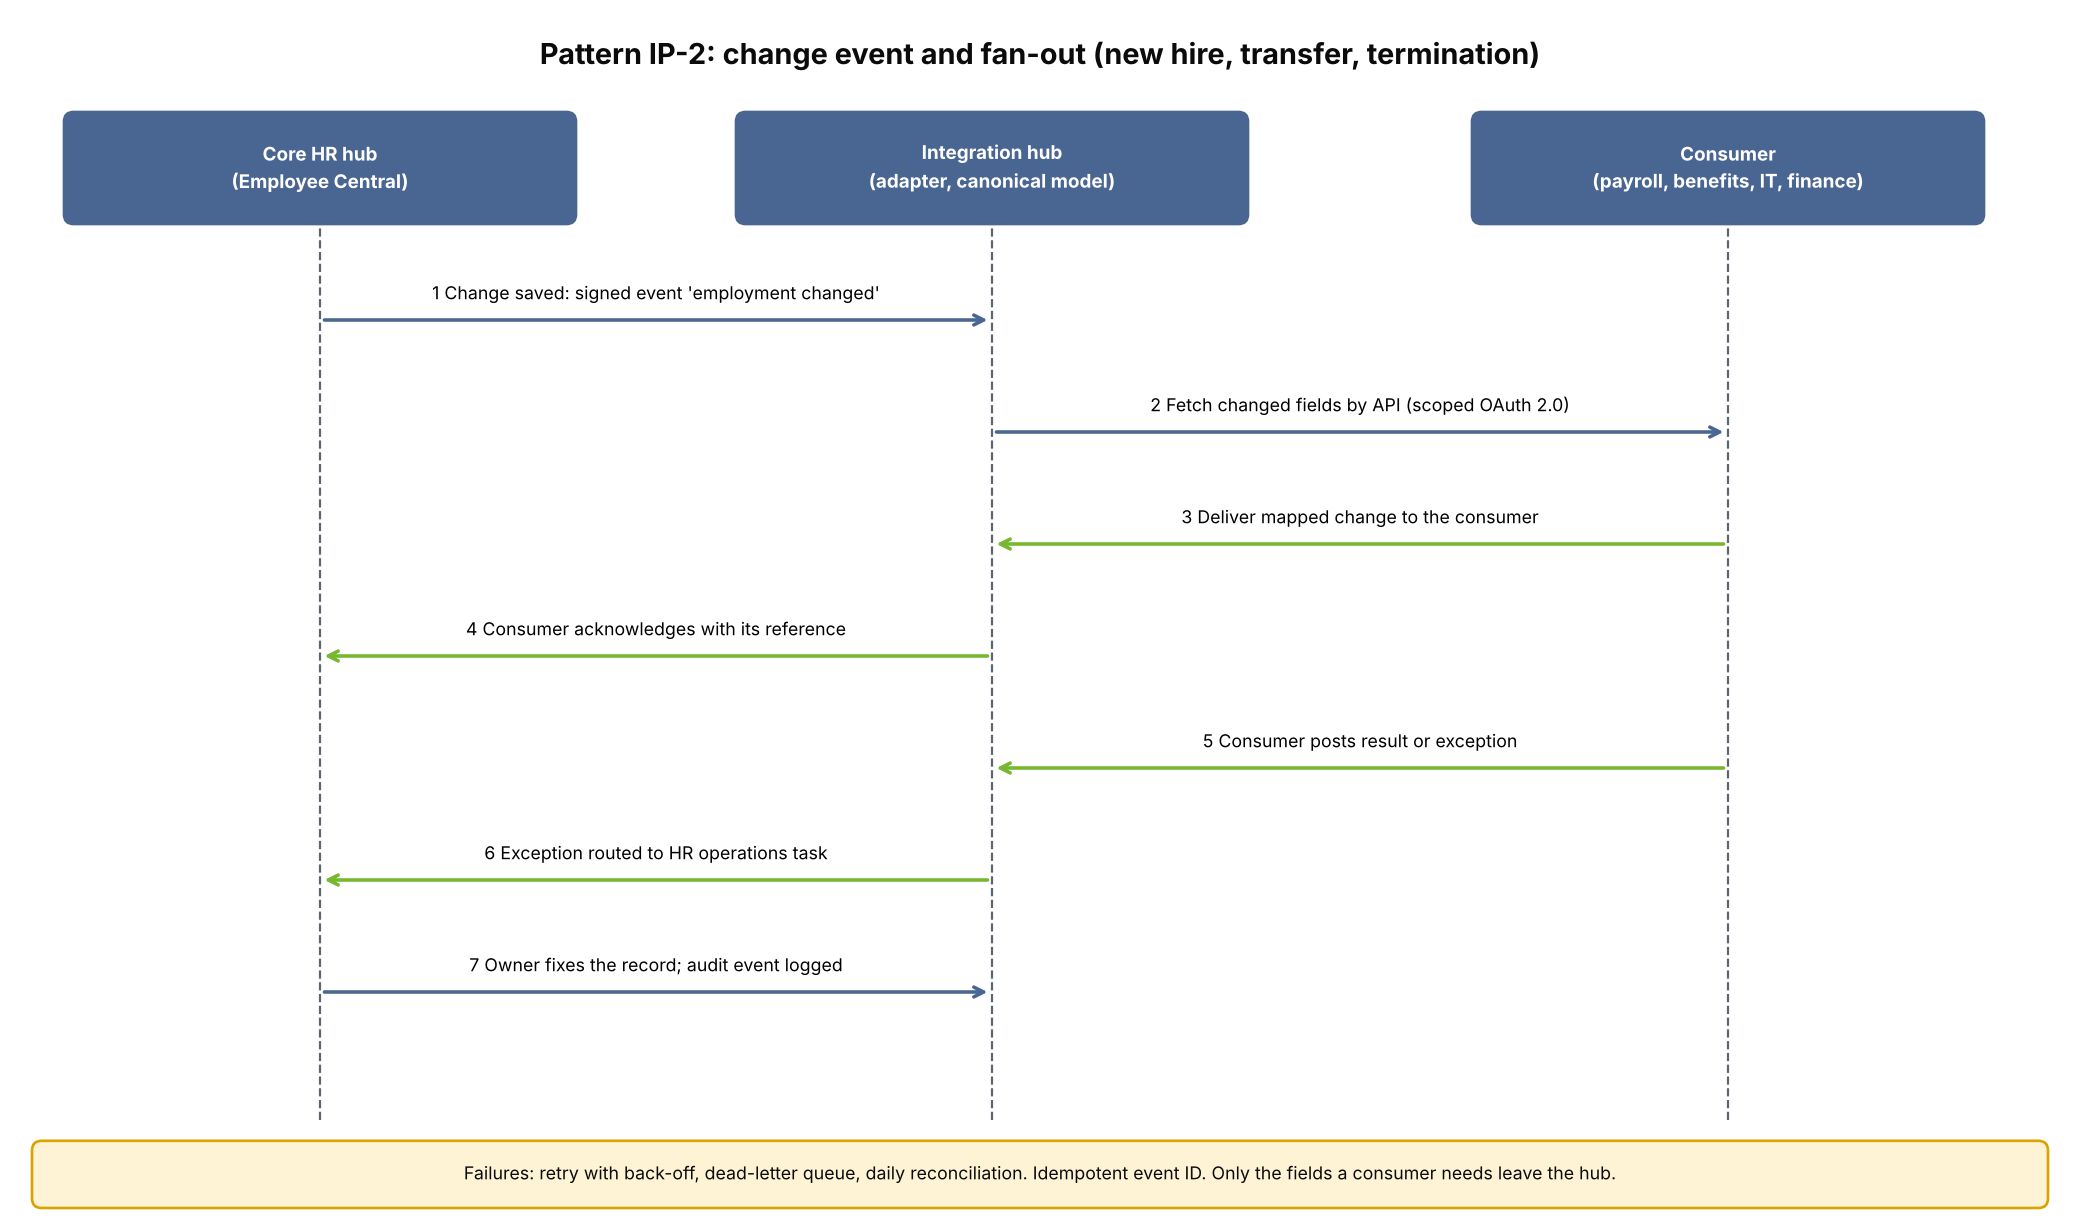 Pattern IP-2: change event and fan-out (new hire, transfer, termination)
Core HR hub
(Employee Central)
Integration hub
(adapter, canonical model)
Consumer
(payroll, benefits, IT, finance)
1 Change saved: signed event 'employment changed'
2 Fetch changed fields by API (scoped OAuth 2.0)
3 Deliver mapped change to the consumer
4 Consumer acknowledges with its reference
5 Consumer posts result or exception
6 Exception routed to HR operations task
7 Owner fixes the record; audit event logged
Failures: retry with back-off, dead-letter queue, daily reconciliation. Idempotent event ID. Only the fields a consumer needs leave the hub.